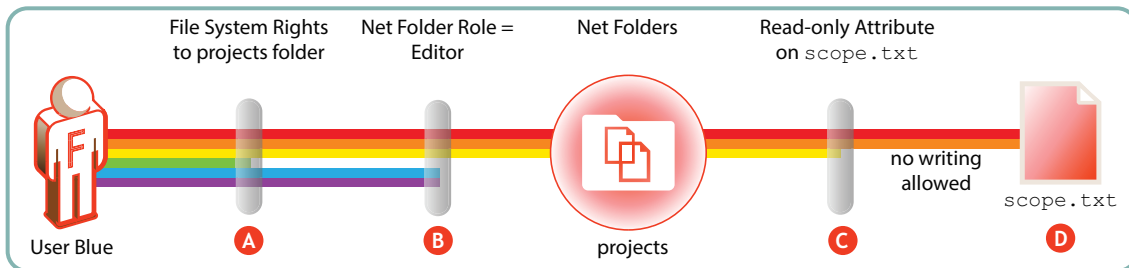 File System Rights
to projects folder
Net Folder Role =
Editor
Net Folders
Read-only Attribute
on scope.txt
F
no writing
allowed
scope.txt
User Blue
A
B
projects
C
D